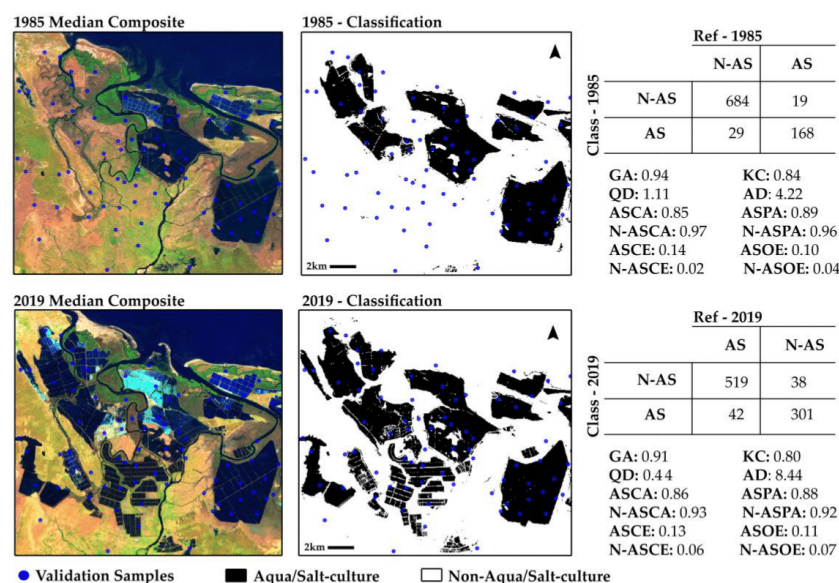 1985 Median Composite
1985 - Classification
Ref - 1985
N-AS AS
Class - 1985
N-AS 684 19
AS 29 168
GA: 0.94 KC: 0.84
QD: 1.11 AD: 4.22
ASCA: 0.85 ASPA: 0.89
N-ASCA: 0.97 N-ASPA: 0.96
ASCE: 0.14 ASOE: 0.10
N-ASCE: 0.02 N-ASOE: 0.04
2km
2019 Median Composite
2019 - Classification
Ref - 2019
AS N-AS
Class - 2019
N-AS 519 38
AS 42 301
GA: 0.91 KC: 0.80
QD: 0.44 AD: 8.44
ASCA: 0.86 ASPA: 0.88
N-ASCA: 0.93 N-ASPA: 0.92
ASCE: 0.13 ASOE: 0.11
N-ASCE: 0.06 N-ASOE: 0.07
2km
Validation Samples Aqua/Salt-culture Non-Aqua/Salt-culture